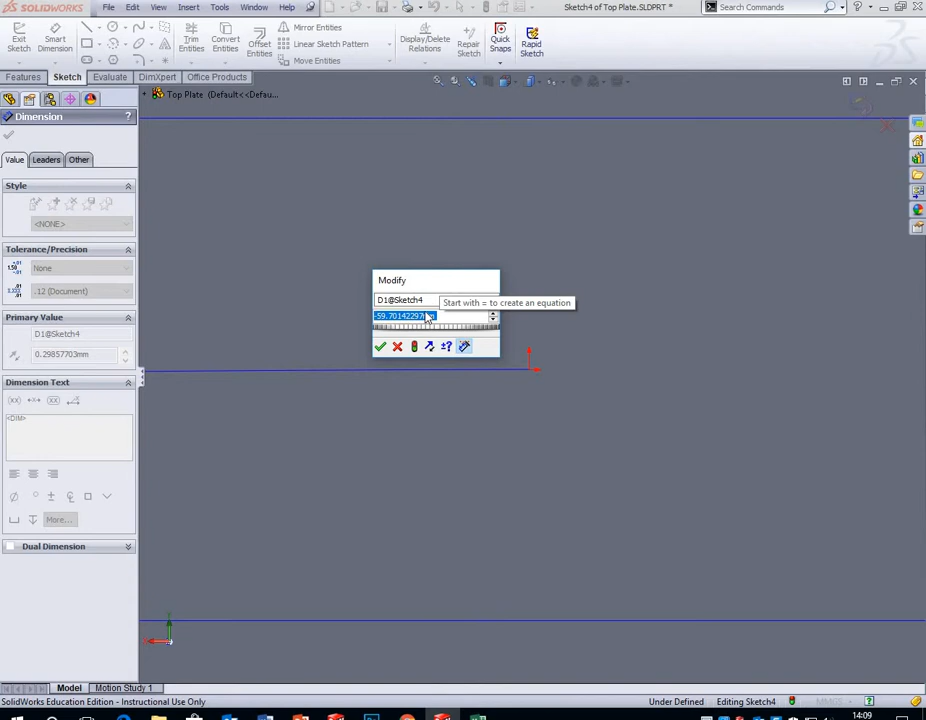 SOLIDWORKS File Edit View Insert Tools Window Help Sketch4 of Top Plate.SLDPRT * Search Commands
Exit Sketch Smart Dimension Trim Entities Convert Entities Offset Entities Mirror Entities Linear Sketch Pattern Move Entities Display/Delete Relations Repair Sketch Quick Snaps Rapid Sketch
Features Sketch Evaluate DimXpert Office Products
Top Plate (Default<<Defau...
Dimension ?
Value Leaders Other
Style
<NONE>
Tolerance/Precision
None
.12 (Document)
Primary Value
D1@Sketch4
0.29857703mm
Dimension Text
<DIM>
More...
Dual Dimension
Modify
D1@Sketch4
Start with = to create an equation
Model Motion Study 1
SolidWorks Education Edition - Instructional Use Only Under Defined Editing Sketch4 MMGS
14:09